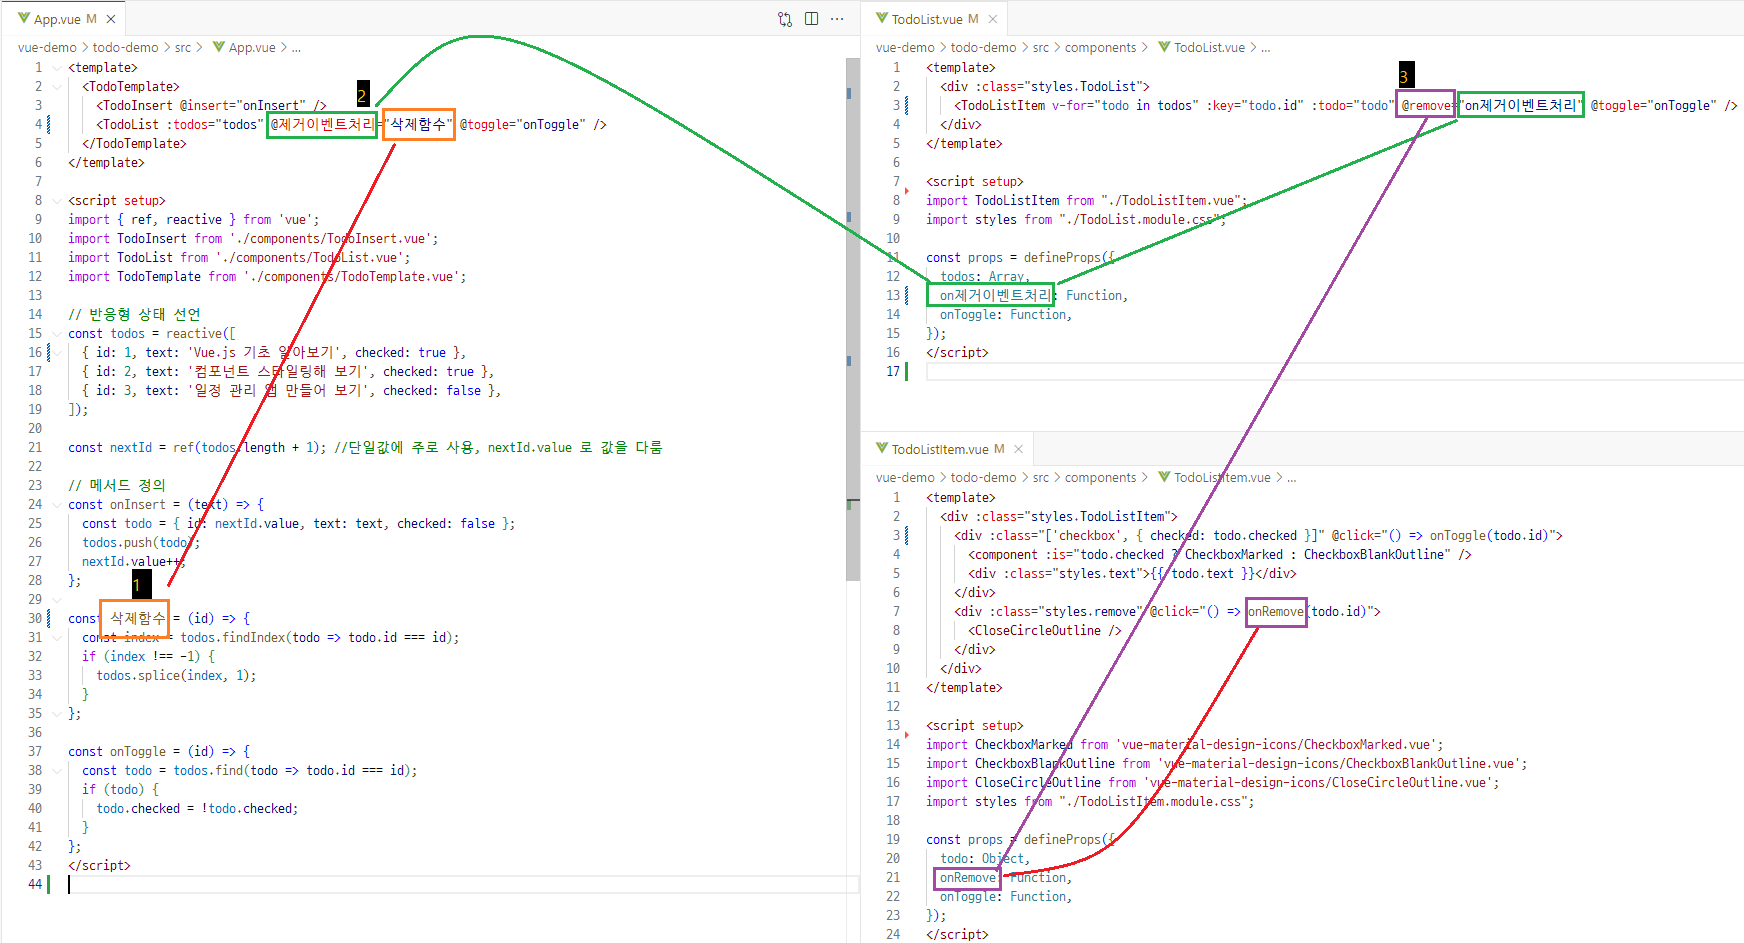 App.vue M
vue-demo > todo-demo > src > App.vue > ...
1 <template>
2 <TodoTemplate>
3 <TodoInsert @insert="onInsert" />
4 <TodoList :todos="todos" @제거이벤트처리="삭제함수" @toggle="onToggle" />
5 </TodoTemplate>
6 </template>
7
8 <script setup>
9 import { ref, reactive } from 'vue';
10 import TodoInsert from './components/TodoInsert.vue';
11 import TodoList from './components/TodoList.vue';
12 import TodoTemplate from './components/TodoTemplate.vue';
13
14 // 반응형 상태 선언
15 const todos = reactive([
16 { id: 1, text: 'Vue.js 기초 알아보기', checked: true },
17 { id: 2, text: '컴포넌트 스타일링해 보기', checked: true },
18 { id: 3, text: '일정 관리 앱 만들어 보기', checked: false },
19 ]);
20
21 const nextId = ref(todos.length + 1); //단일값에 주로 사용, nextId.value 로 값을 다룸
22
23 // 메서드 정의
24 const onInsert = (text) => {
25 const todo = { id: nextId.value, text: text, checked: false };
26 todos.push(todo);
27 nextId.value++;
28 };
29
30 const 삭제함수 = (id) => {
31 const index = todos.findIndex(todo => todo.id === id);
32 if (index !== -1) {
33 todos.splice(index, 1);
34 }
35 };
36
37 const onToggle = (id) => {
38 const todo = todos.find(todo => todo.id === id);
39 if (todo) {
40 todo.checked = !todo.checked;
41 }
42 };
43 </script>
44
1
2
TodoList.vue M
vue-demo > todo-demo > src > components > TodoList.vue > ...
3
1 <template>
2 <div :class="styles.TodoList">
3 <TodoListItem v-for="todo in todos" :key="todo.id" :todo="todo" @remove="on제거이벤트처리" @toggle="onToggle" />
4 </div>
5 </template>
6
7 <script setup>
8 import TodoListItem from "./TodoListItem.vue";
9 import styles from "./TodoList.module.css";
10
11 const props = defineProps({
12 todos: Array,
13 on제거이벤트처리: Function,
14 onToggle: Function,
15 });
16 </script>
17
TodoListItem.vue M
vue-demo > todo-demo > src > components > TodoListItem.vue > ...
1 <template>
2 <div :class="styles.TodoListItem">
3 <div :class="['checkbox', { checked: todo.checked }]" @click="() => onToggle(todo.id)">
4 <component :is="todo.checked ? CheckboxMarked : CheckboxBlankOutline" />
5 <div :class="styles.text">{{ todo.text }}</div>
6 </div>
7 <div :class="styles.remove" @click="() => onRemove(todo.id)">
8 <CloseCircleOutline />
9 </div>
10 </div>
11 </template>
12
13 <script setup>
14 import CheckboxMarked from 'vue-material-design-icons/CheckboxMarked.vue';
15 import CheckboxBlankOutline from 'vue-material-design-icons/CheckboxBlankOutline.vue';
16 import CloseCircleOutline from 'vue-material-design-icons/CloseCircleOutline.vue';
17 import styles from "./TodoListItem.module.css";
18
19 const props = defineProps({
20 todo: Object,
21 onRemove: Function,
22 onToggle: Function,
23 });
24 </script>